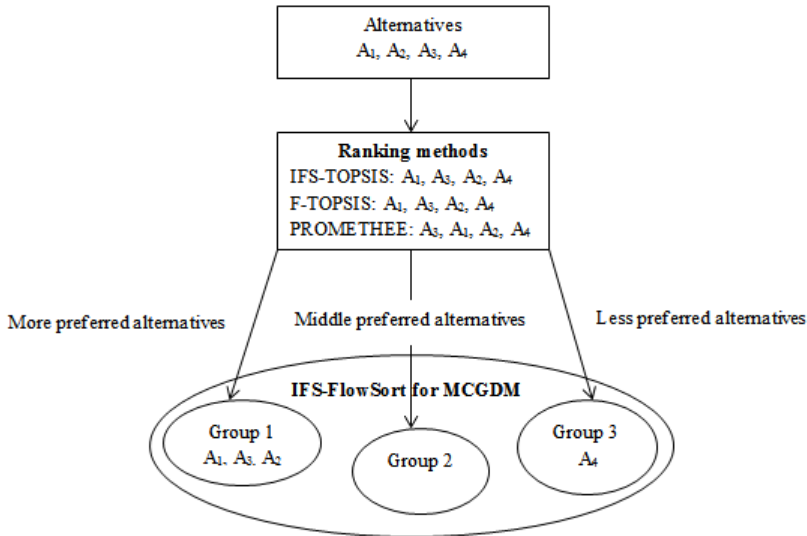 Alternatives
A₁, A₂, A₃, A₄
Ranking methods
IFS-TOPSIS: A₁, A₃, A₂, A₄
F-TOPSIS: A₁, A₃, A₂, A₄
PROMETHEE: A₃, A₁, A₂, A₄
More preferred alternatives
Middle preferred alternatives
Less preferred alternatives
IFS-FlowSort for MCGDM
Group 1
A₁, A₃, A₂
Group 2
Group 3
A₄